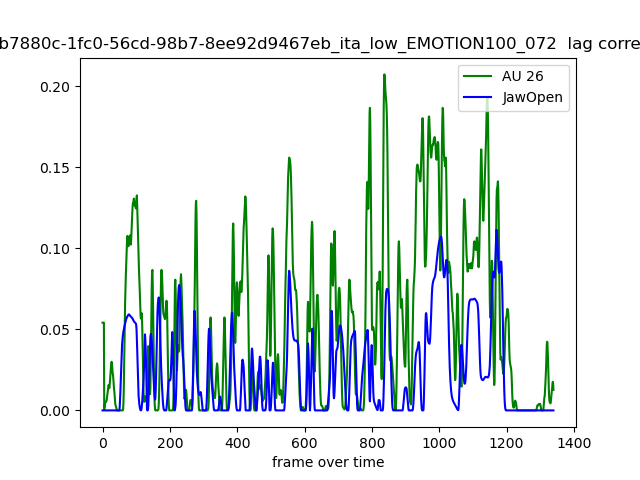 b7880c-1fc0-56cd-98b7-8ee92d9467eb_ita_low_EMOTION100_072 lag corre
AU 26
JawOpen
0.20
0.15
0.10
0.05
0.00
0 200 400 600 800 1000 1200 1400
frame over time